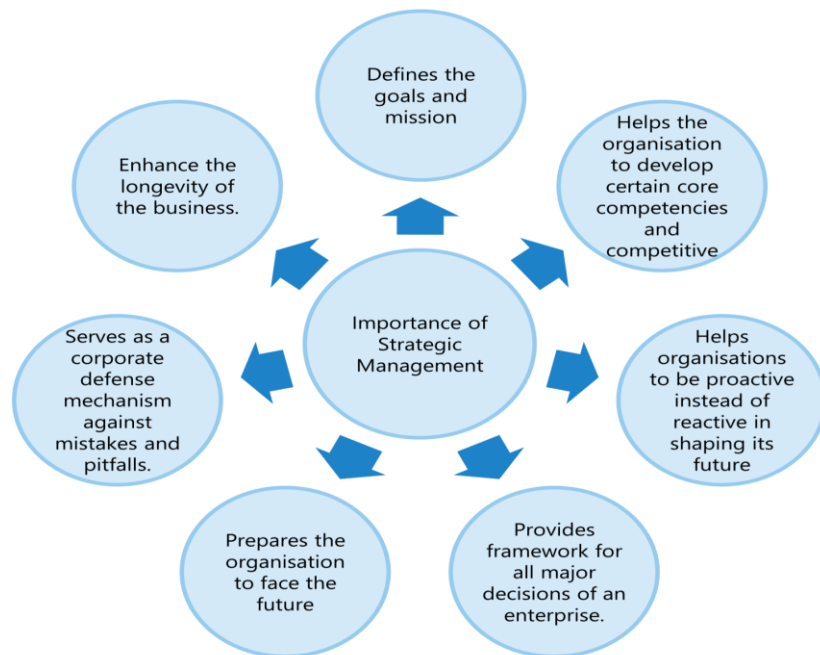 Defines the
goals and
mission
Helps the
organisation to
develop
certain core
competencies
and
competitive
Helps
organisations
to be proactive
instead of
reactive in
shaping its
future
Provides
framework for
all major
decisions of an
enterprise.
Prepares the
organisation
to face the
future
Serves as a
corporate
defense
mechanism
against
mistakes and
pitfalls.
Enhance the
longevity of
the business.
Importance of
Strategic
Management